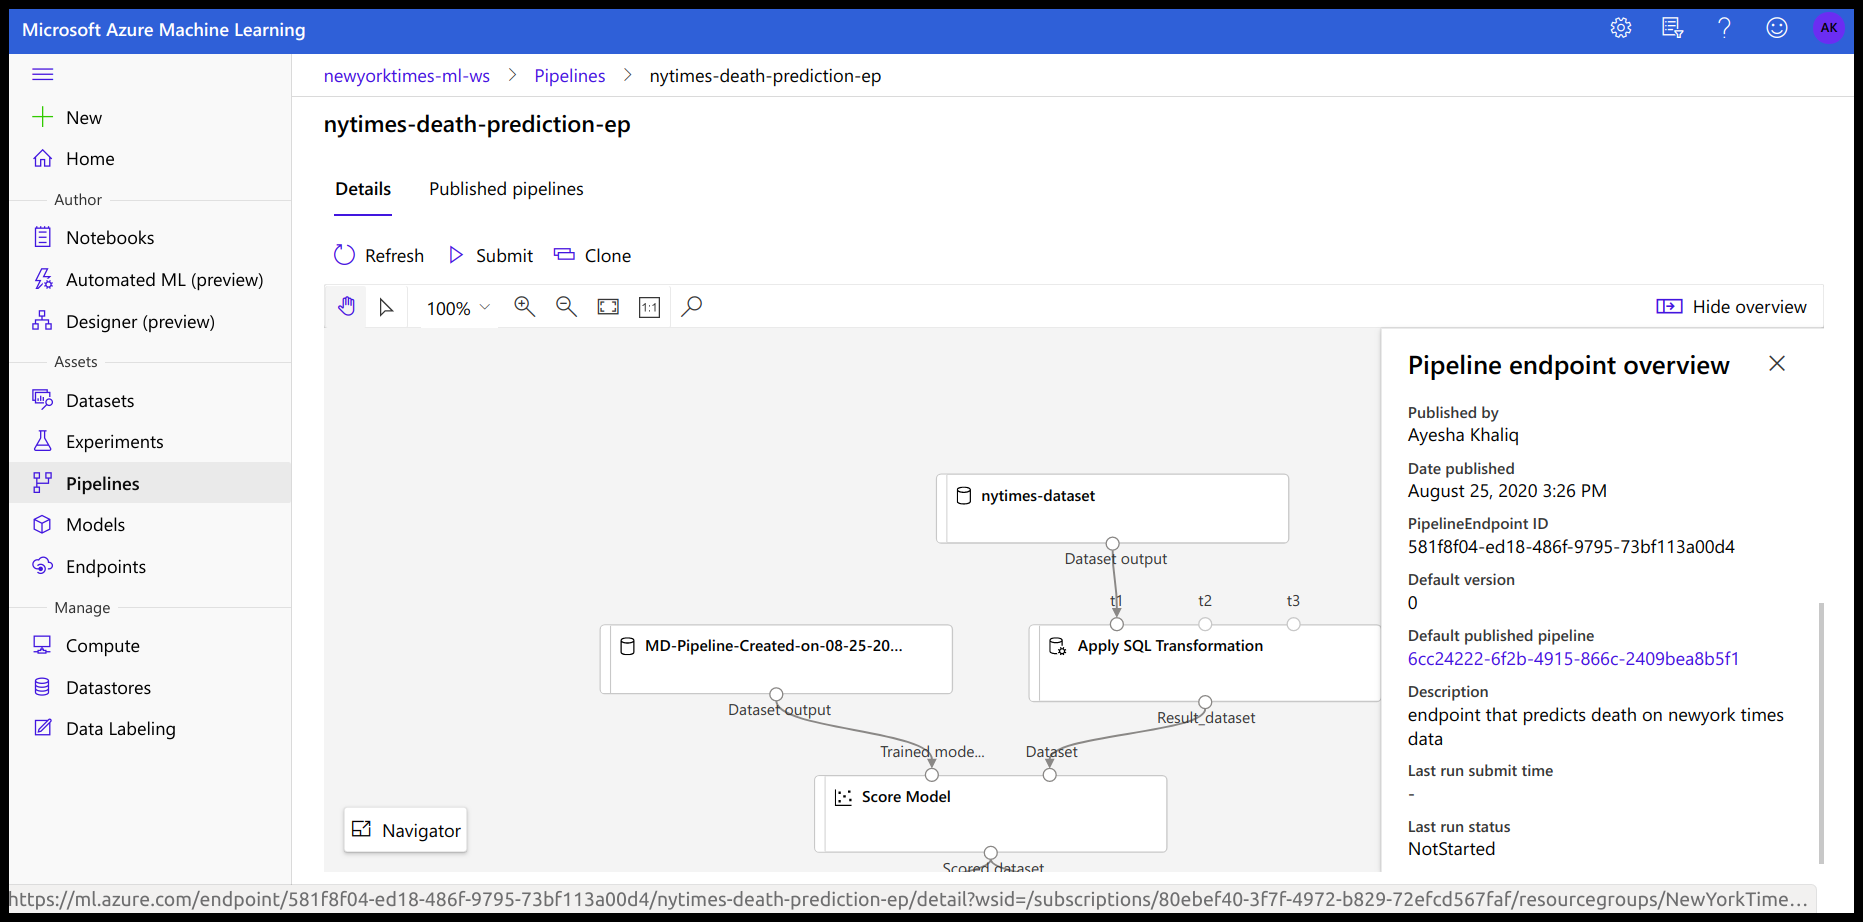 Microsoft Azure Machine Learning
AK
newyorktimes-ml-ws > Pipelines > nytimes-death-prediction-ep
New
Home
Author
Notebooks
Automated ML (preview)
Designer (preview)
Assets
Datasets
Experiments
Pipelines
Models
Endpoints
Manage
Compute
Datastores
Data Labeling
nytimes-death-prediction-ep
Details Published pipelines
Refresh Submit Clone
100% 1:1 Hide overview
nytimes-dataset
Dataset output
t1 t2 t3
MD-Pipeline-Created-on-08-25-20...
Apply SQL Transformation
Dataset output
Result_dataset
Trained mode... Dataset
Score Model
Scored dataset
Navigator
Pipeline endpoint overview
Published by
Ayesha Khaliq
Date published
August 25, 2020 3:26 PM
PipelineEndpoint ID
581f8f04-ed18-486f-9795-73bf113a00d4
Default version
0
Default published pipeline
6cc24222-6f2b-4915-866c-2409bea8b5f1
Description
endpoint that predicts death on newyork times
data
Last run submit time
-
Last run status
NotStarted
https://ml.azure.com/endpoint/581f8f04-ed18-486f-9795-73bf113a00d4/nytimes-death-prediction-ep/detail?wsid=/subscriptions/80ebef40-3f7f-4972-b829-72efcd567faf/resourcegroups/NewYorkTime...